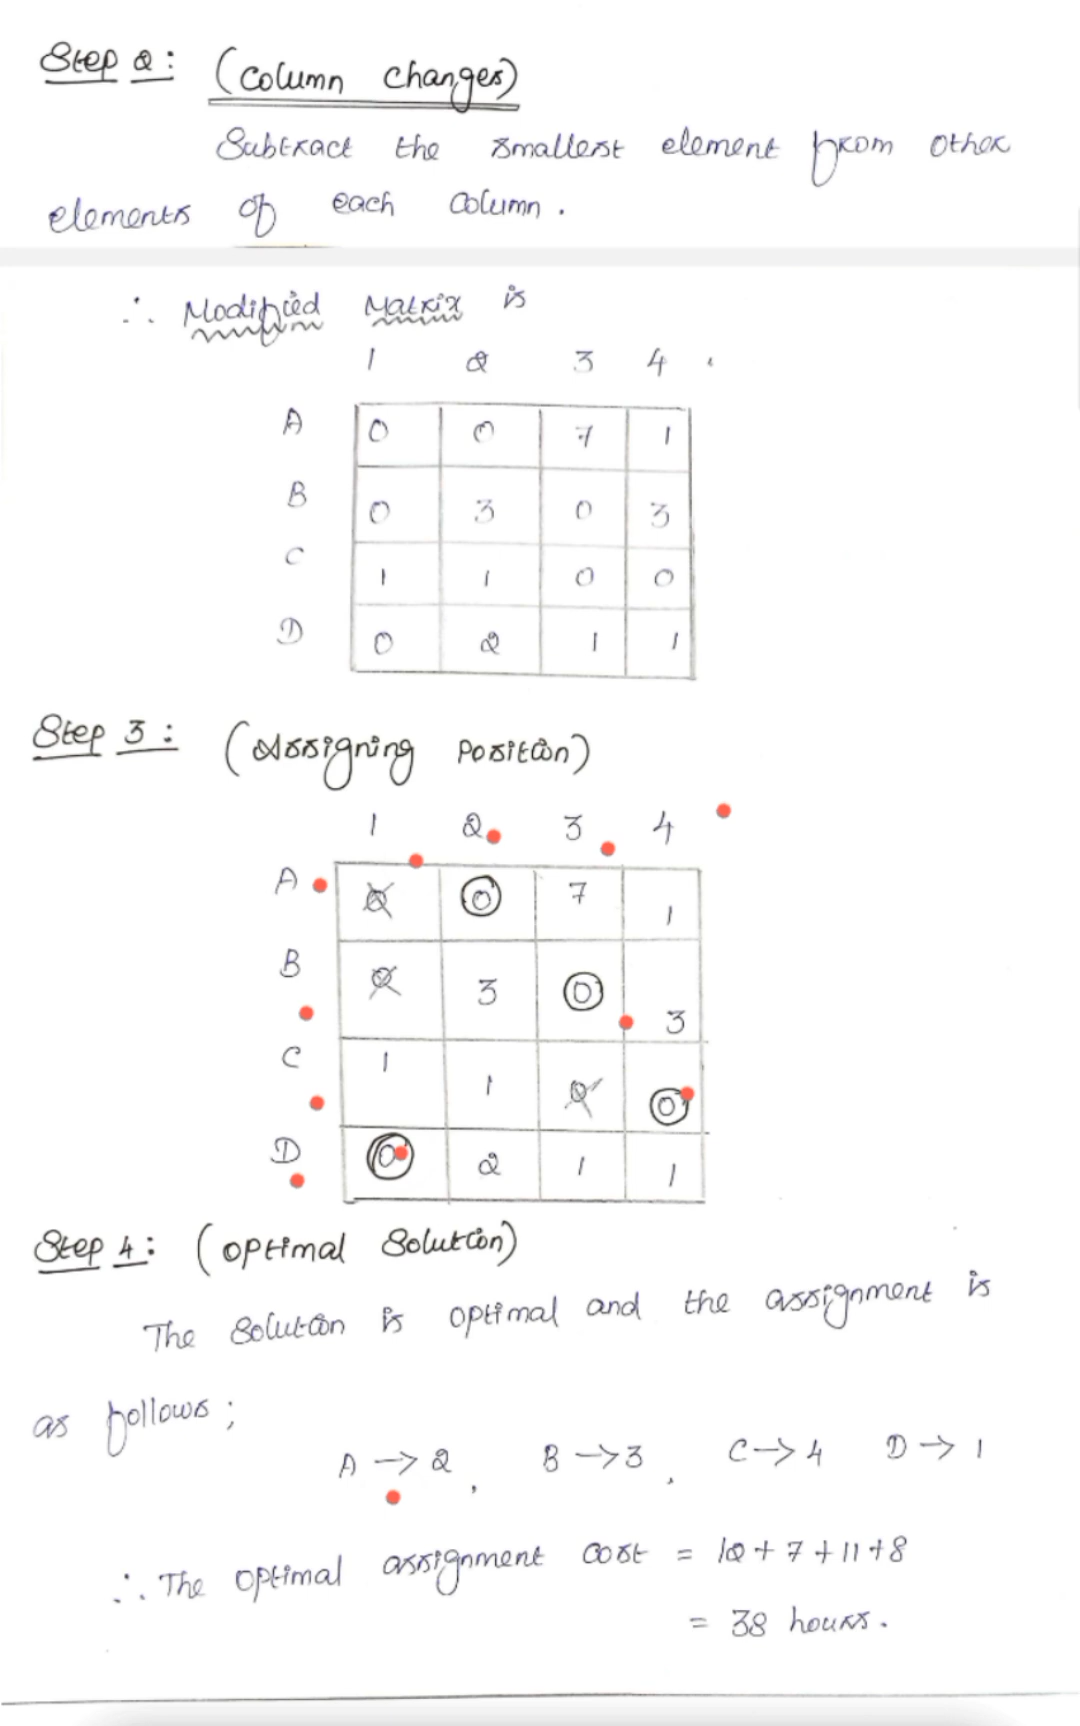 Step 2: (Column changes)
Subtract the smallest element from other
elements of each column.
∴ Modified Matrix is
1 2 3 4
A 0 0 7 1
B 0 3 0 3
C 1 1 0 0
D 0 2 1 1
Step 3: (Assigning Position)
1 2 3 4
A 0 0 7 1
B 0 3 0 3
C 1 1 0 0
D 0 2 1 1
Step 4: (Optimal Solution)
The Solution is optimal and the assignment is
as follows;
A → 2, B → 3, C → 4 D → 1
∴ The optimal assignment cost = 12 + 7 + 11 + 8
= 38 hours.